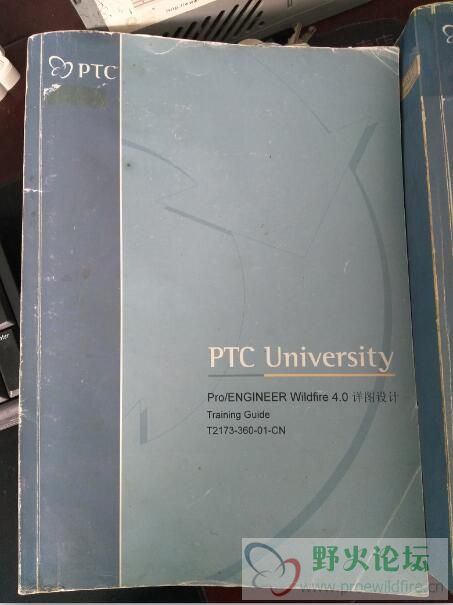 PTC
PTC University
Pro/ENGINEER Wildfire 4.0 详图设计
Training Guide
T2173-360-01-CN
野火论坛
www.proewildfire.cn